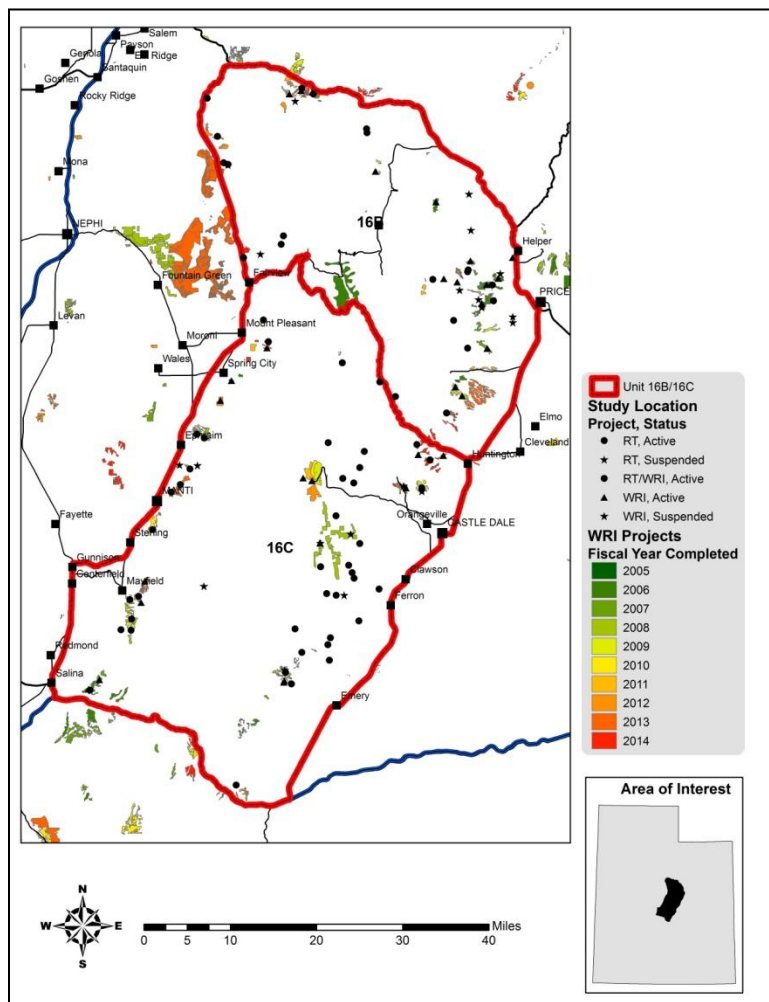 Salem
Payson
Genola
Elk Ridge
Santaquin
Goshen
Rocky Ridge
Mona
NEPHI
16B
Helper
Fairview
Fountain Green
PRICE
Levan
Mount Pleasant
Moroni
Wales
Spring City
Elmo
Ephraim
Cleveland
Huntington
MANTI
Fayette
Orangeville
CASTLE DALE
Sterling
16C
Gunnison
Centerfield
Clawson
Mayfield
Ferron
Redmond
Salina
Emery
Unit 16B/16C
Study Location
Project, Status
RT, Active
RT, Suspended
RT/WRI, Active
WRI, Active
WRI, Suspended
WRI Projects
Fiscal Year Completed
2005
2006
2007
2008
2009
2010
2011
2012
2013
2014
Area of Interest
N
W E
S
0 5 10 20 30 40
Miles